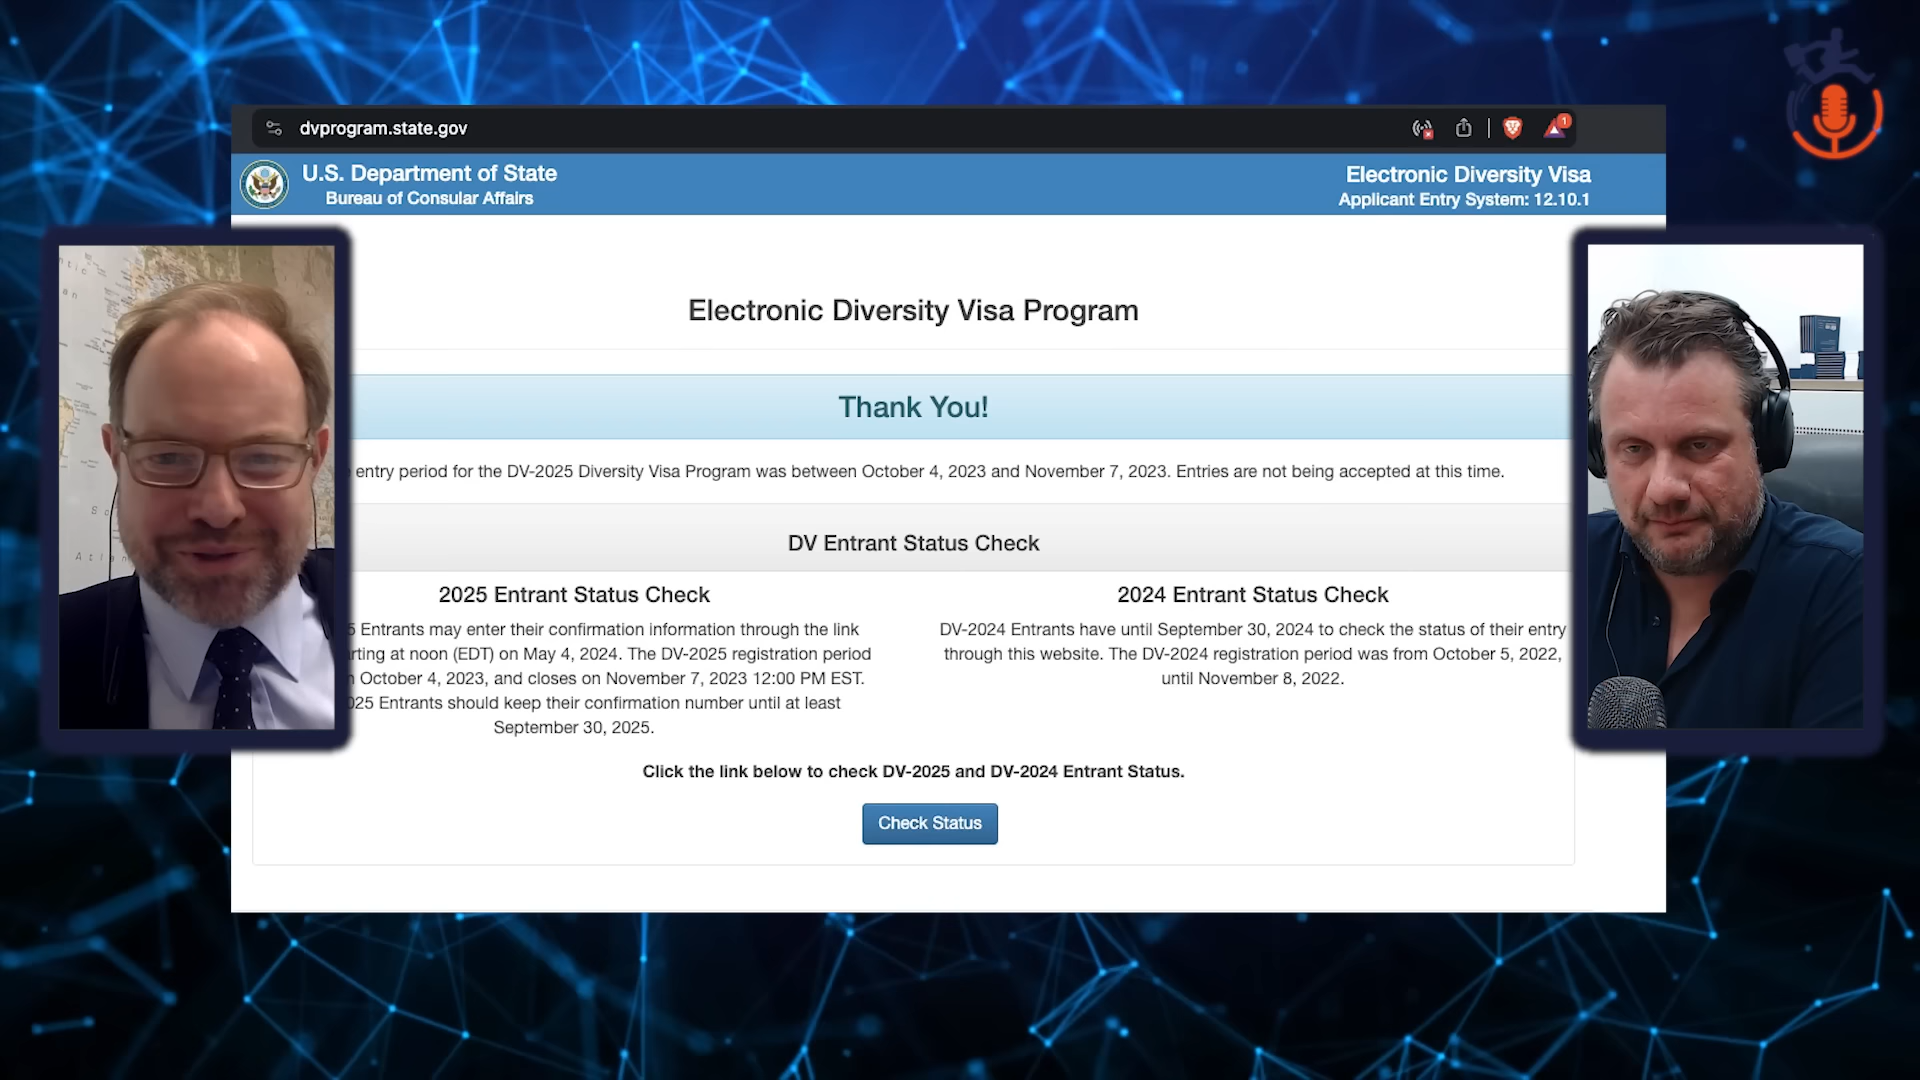 dvprogram.state.gov
1
U.S. Department of State
Bureau of Consular Affairs
Electronic Diversity Visa
Applicant Entry System: 12.10.1
Electronic Diversity Visa Program
Thank You!
entry period for the DV-2025 Diversity Visa Program was between October 4, 2023 and November 7, 2023. Entries are not being accepted at this time.
DV Entrant Status Check
2025 Entrant Status Check
Entrants may enter their confirmation information through the link
at noon (EDT) on May 4, 2024. The DV-2025 registration period
October 4, 2023, and closes on November 7, 2023 12:00 PM EST.
Entrants should keep their confirmation number until at least
September 30, 2025.
2024 Entrant Status Check
DV-2024 Entrants have until September 30, 2024 to check the status of their entry
through this website. The DV-2024 registration period was from October 5, 2022,
until November 8, 2022.
Click the link below to check DV-2025 and DV-2024 Entrant Status.
Check Status